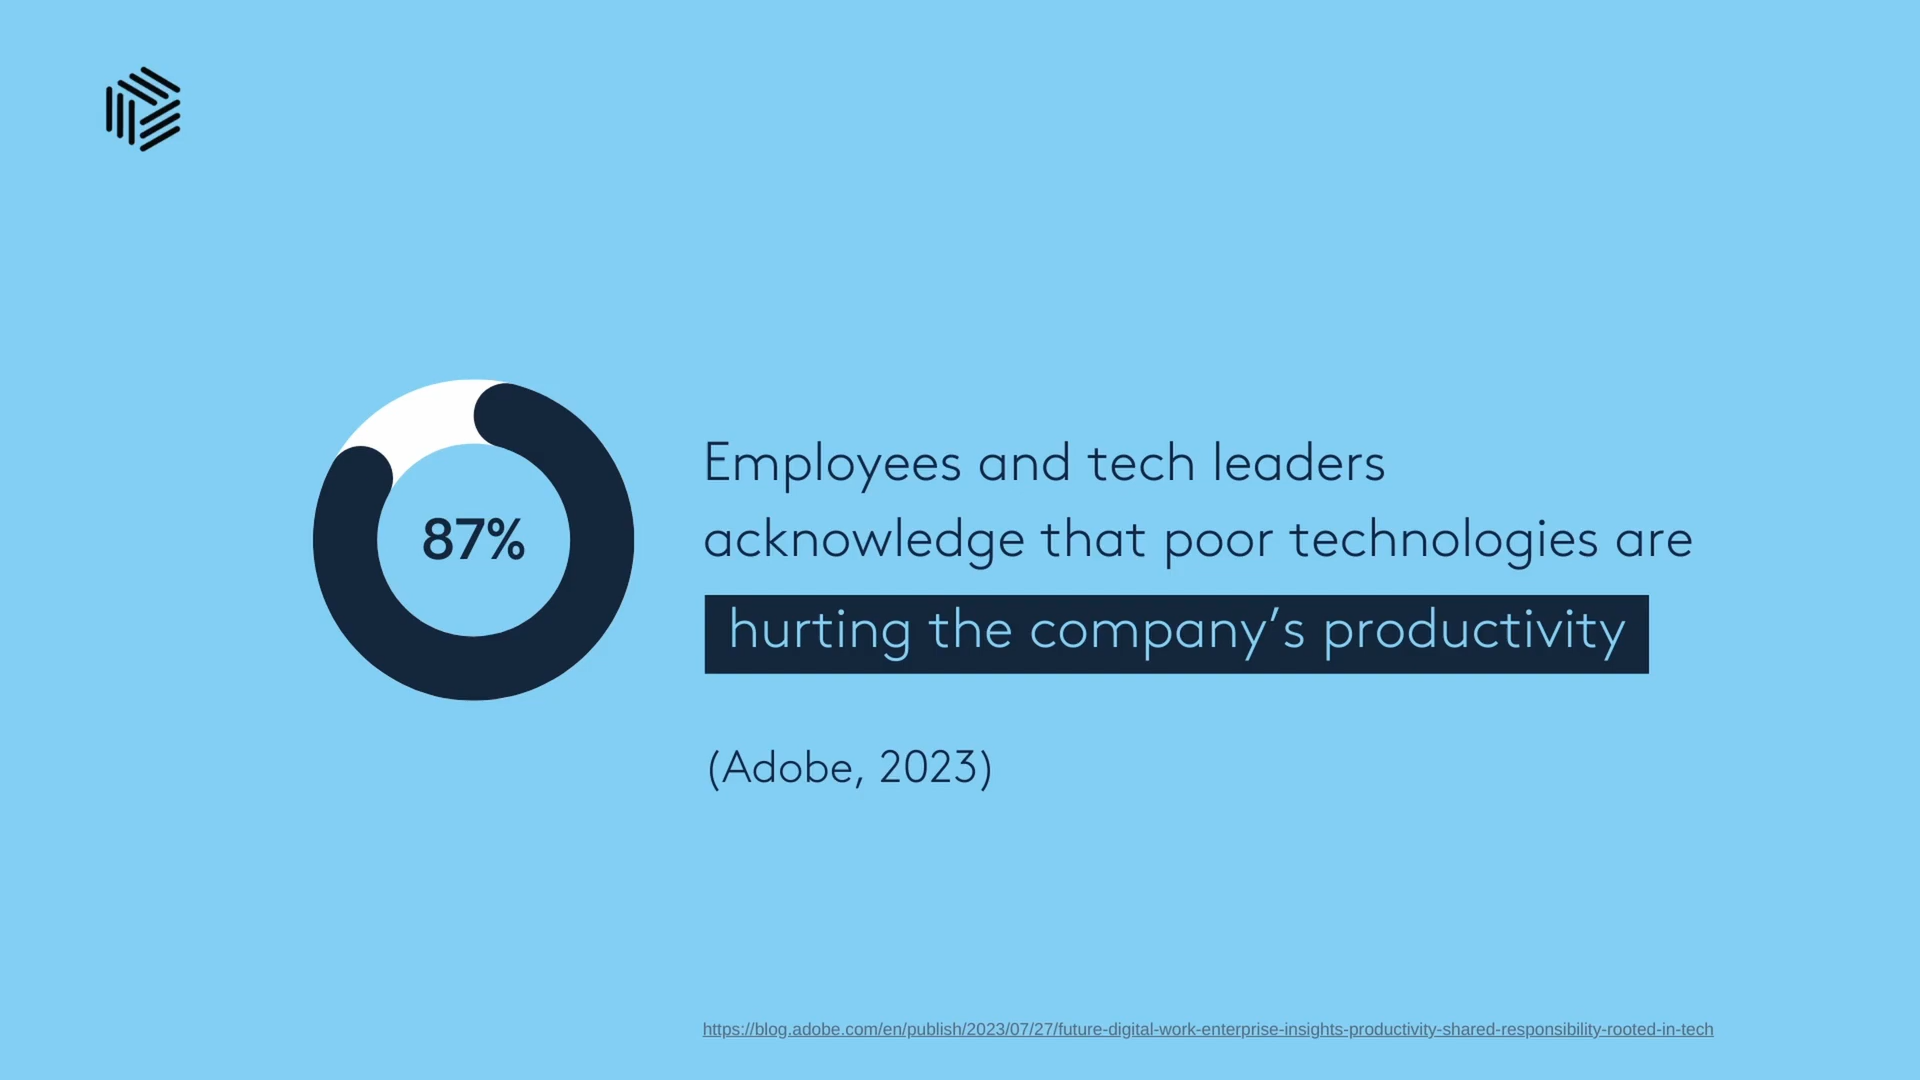 87%
Employees and tech leaders
acknowledge that poor technologies are
hurting the company’s productivity
(Adobe, 2023)
https://blog.adobe.com/en/publish/2023/07/27/future-digital-work-enterprise-insights-productivity-shared-responsibility-rooted-in-tech